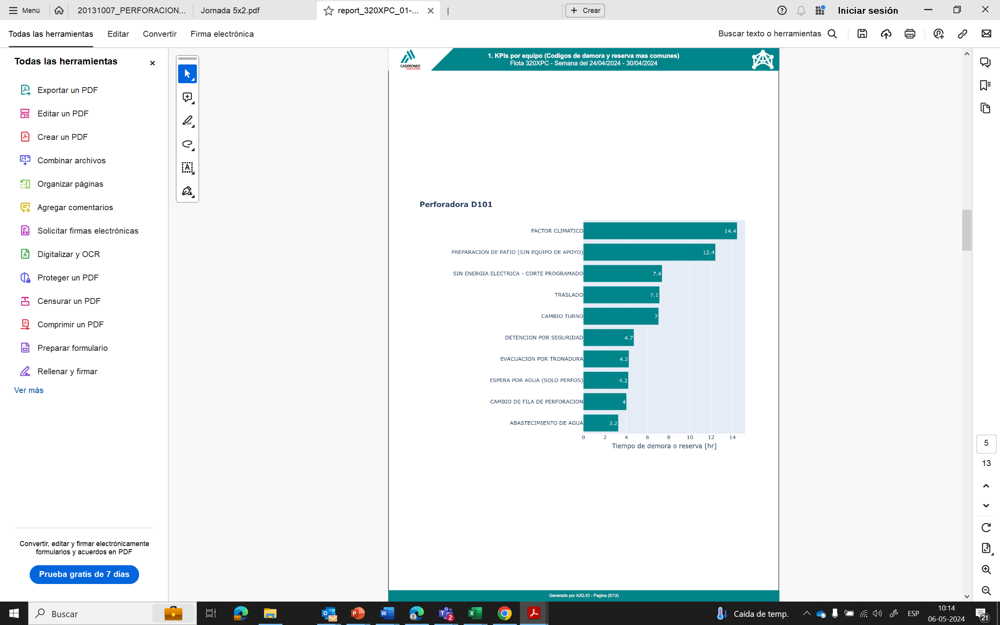 Menú
20131007_PERFORACION...
Jornada 5x2.pdf
report_320XPC_01-...
Crear
Iniciar sesión
Todas las herramientas
Editar
Convertir
Firma electrónica
Buscar texto o herramientas
Todas las herramientas
Exportar un PDF
Editar un PDF
Crear un PDF
Combinar archivos
Organizar páginas
Agregar comentarios
Solicitar firmas electrónicas
Digitalizar y OCR
Proteger un PDF
Censurar un PDF
Comprimir un PDF
Preparar formulario
Rellenar y firmar
Ver más
Convertir, editar y firmar electrónicamente
formularios y acuerdos en PDF
Prueba gratis de 7 días
CASERONES
lundin mining
1. KPIs por equipo (Codigos de demora y reserva mas comunes)
Flota 320XPC - Semana del 24/04/2024 - 30/04/2024
Perforadora D101
FACTOR CLIMATICO 14.4
PREPARACION DE PATIO (SIN EQUIPO DE APOYO) 12.4
SIN ENERGIA ELECTRICA - CORTE PROGRAMADO 7.4
TRASLADO 7.1
CAMBIO TURNO 7
DETENCION POR SEGURIDAD 4.7
EVACUACION POR TRONADURA 4.2
ESPERA POR AGUA (SOLO PERFOS) 4.2
CAMBIO DE FILA DE PERFORACION 4
ABASTECIMIENTO DE AGUA 3.2
0 2 4 6 8 10 12 14
Tiempo de demora o reserva [hr]
Generado por A2G.IO - Pagina (5/13)
5
13
Buscar
2
Caída de temp.
ESP
10:14
06-05-2024
21